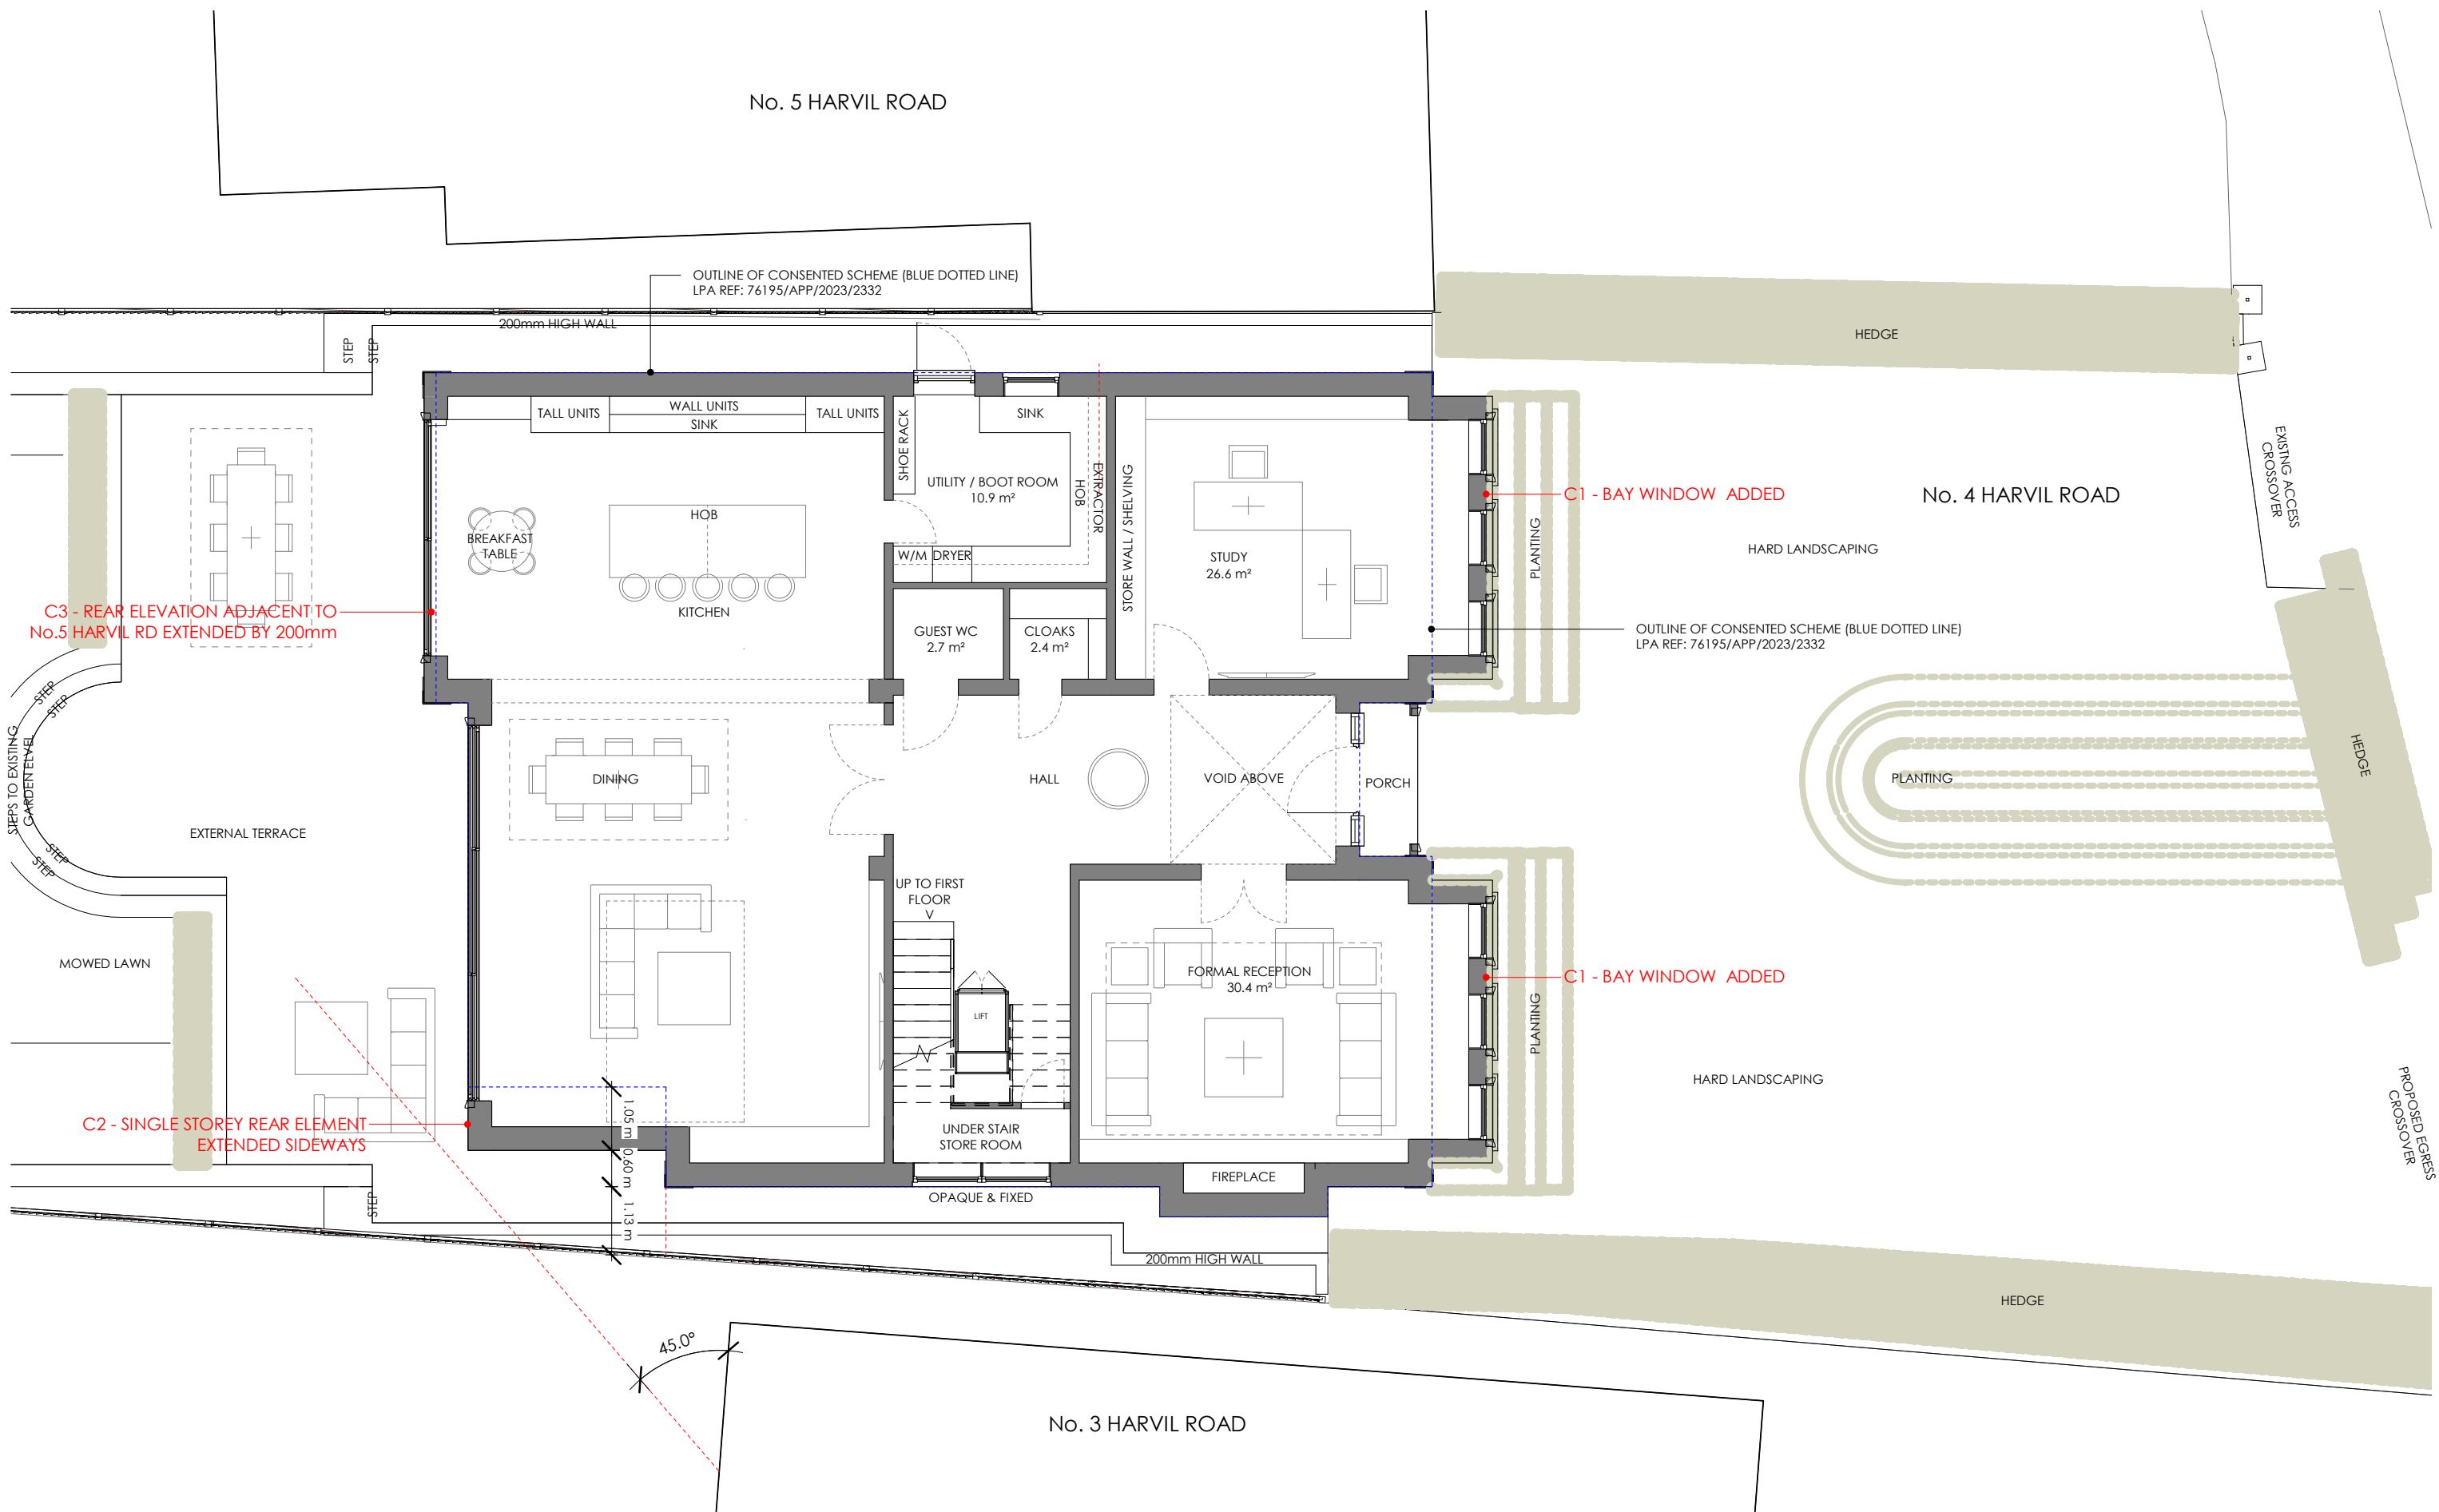 No. 5 HARVIL ROAD
OUTLINE OF CONSENTED SCHEME (BLUE DOTTED LINE)
LPA REF: 76195/APP/2023/2332
200mm HIGH WALL
STEP
STEP
HEDGE
TALL UNITS
WALL UNITS
SINK
TALL UNITS
SHOE RACK
SINK
UTILITY / BOOT ROOM
10.9 m²
HOB
EXTRACTOR
STORE WALL / SHELVING
C1 - BAY WINDOW ADDED
No. 4 HARVIL ROAD
EXISTNG ACCESS
CROSSOVER
HOB
BREAKFAST
TABLE
KITCHEN
W/M
DRYER
STUDY
26.6 m²
PLANTING
HARD LANDSCAPING
C3 - REAR ELEVATION ADJACENT TO
No.5 HARVIL RD EXTENDED BY 200mm
GUEST WC
2.7 m²
CLOAKS
2.4 m²
OUTLINE OF CONSENTED SCHEME (BLUE DOTTED LINE)
LPA REF: 76195/APP/2023/2332
STEP
STEP
STEPS TO EXISTING
GARDEN ELVEL
DINING
HALL
VOID ABOVE
PORCH
PLANTING
HEDGE
EXTERNAL TERRACE
STEP
STEP
UP TO FIRST
FLOOR
V
MOWED LAWN
FORMAL RECEPTION
30.4 m²
C1 - BAY WINDOW ADDED
LIFT
PLANTING
HARD LANDSCAPING
C2 - SINGLE STOREY REAR ELEMENT
EXTENDED SIDEWAYS
1.05 m
0.60 m
1.13 m
UNDER STAIR
STORE ROOM
FIREPLACE
OPAQUE & FIXED
STEP
PROPOSED EGRESS
CROSSOVER
200mm HIGH WALL
HEDGE
45.0°
No. 3 HARVIL ROAD